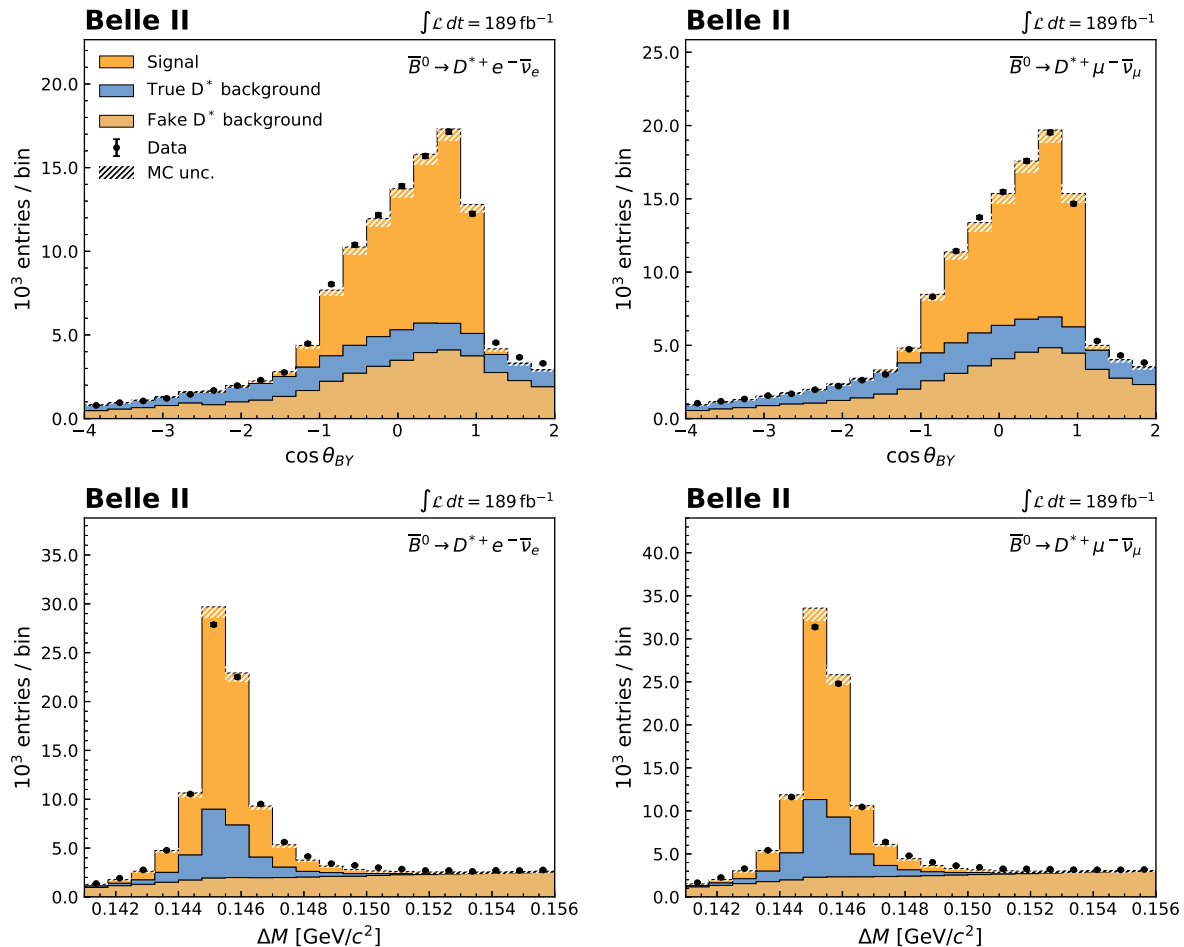 Belle II
∫ ℒ dt = 189 fb⁻¹
B̅⁰ → D*⁺ e⁻ ν̅ₑ
Signal
True D* background
Fake D* background
Data
MC unc.
10³ entries / bin
20.0
15.0
10.0
5.0
0.0
−4 −3 −2 −1 0 1 2
cos θ_BY
Belle II
∫ ℒ dt = 189 fb⁻¹
B̅⁰ → D*⁺ μ⁻ ν̅_μ
10³ entries / bin
25.0
20.0
15.0
10.0
5.0
0.0
−4 −3 −2 −1 0 1 2
cos θ_BY
Belle II
∫ ℒ dt = 189 fb⁻¹
B̅⁰ → D*⁺ e⁻ ν̅ₑ
10³ entries / bin
35.0
30.0
25.0
20.0
15.0
10.0
5.0
0.0
0.142 0.144 0.146 0.148 0.150 0.152 0.154 0.156
ΔM [GeV/c²]
Belle II
∫ ℒ dt = 189 fb⁻¹
B̅⁰ → D*⁺ μ⁻ ν̅_μ
10³ entries / bin
40.0
35.0
30.0
25.0
20.0
15.0
10.0
5.0
0.0
0.142 0.144 0.146 0.148 0.150 0.152 0.154 0.156
ΔM [GeV/c²]